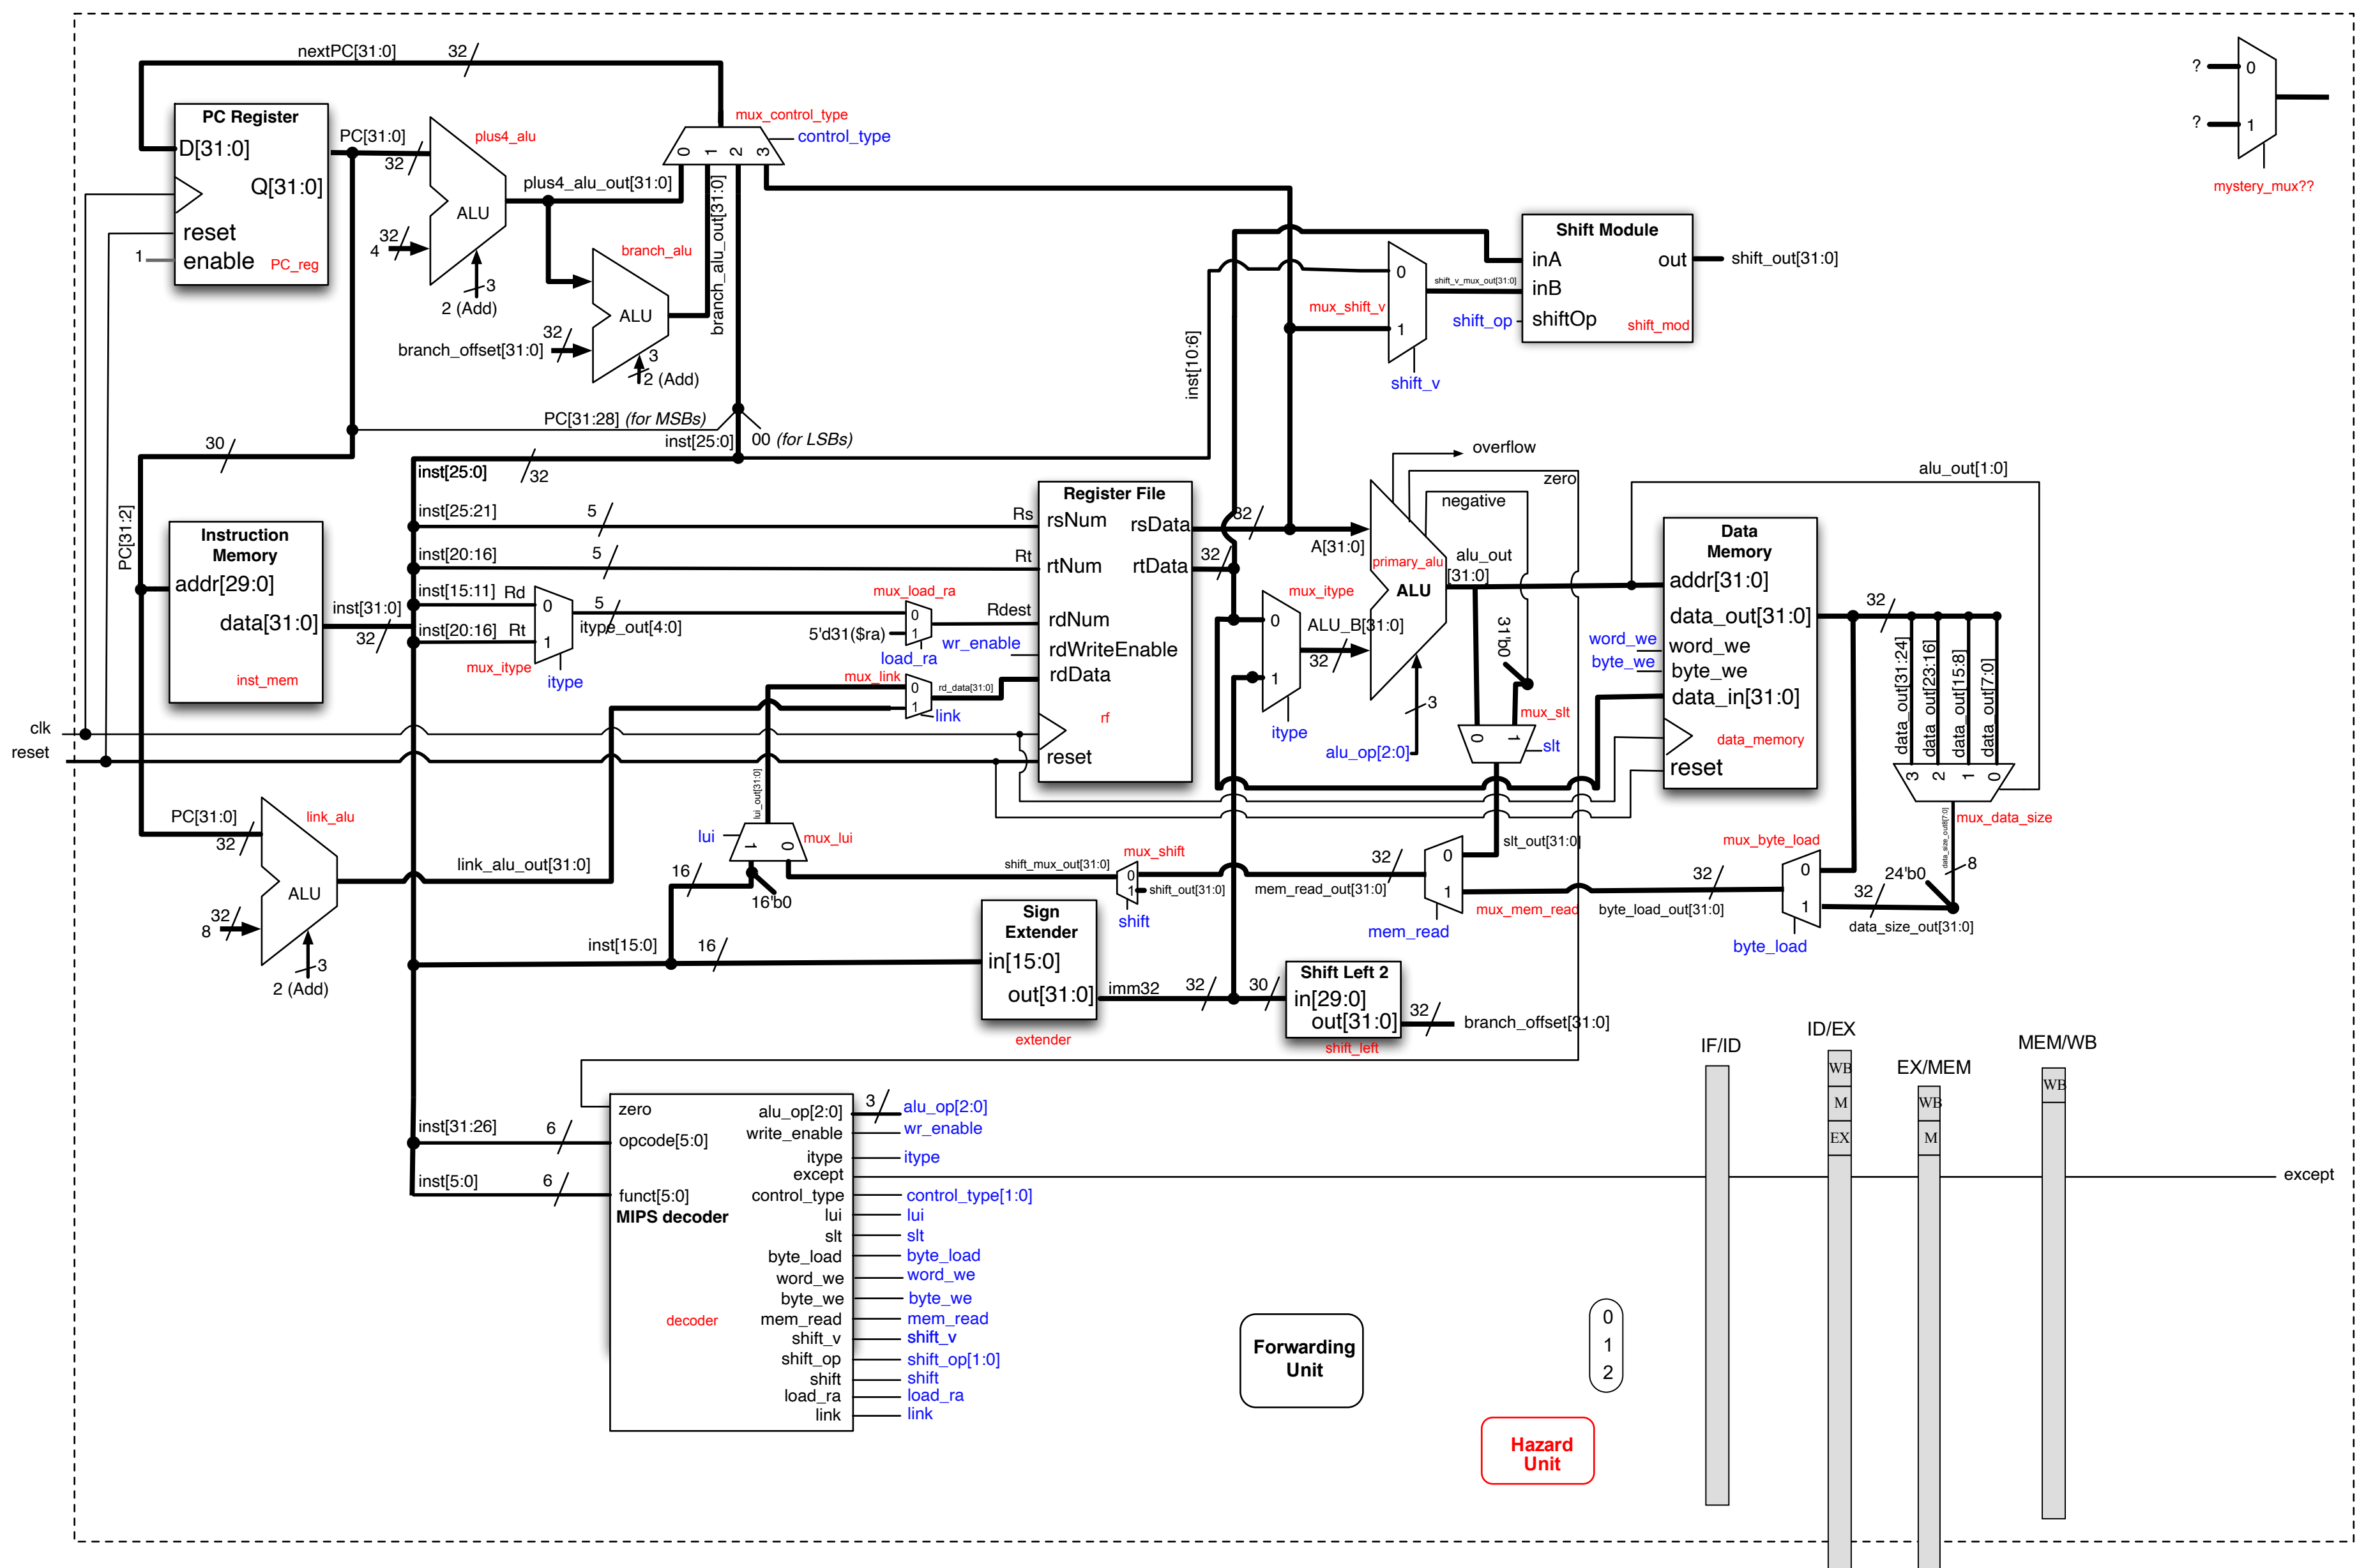 nextPC[31:0]
32
PC Register
D[31:0]
Q[31:0]
reset
enable
PC_reg
1
PC[31:0]
32
plus4_alu
ALU
32
4
3
2 (Add)
plus4_alu_out[31:0]
branch_alu
ALU
32
branch_offset[31:0]
3
2 (Add)
branch_alu_out[31:0]
mux_control_type
control_type
0
1
2
3
?
0
?
1
mystery_mux??
Shift Module
inA
out
inB
shiftOp
shift_mod
shift_out[31:0]
shift_v_mux_out[31:0]
shift_op
mux_shift_v
0
1
shift_v
inst[10:6]
PC[31:28] (for MSBs)
00 (for LSBs)
inst[25:0]
30
PC[31:2]
inst[25:0]
32
Instruction
Memory
addr[29:0]
data[31:0]
inst_mem
inst[31:0]
32
inst[25:21]
5
Rs
inst[20:16]
5
Rt
inst[15:11]
Rd
0
inst[20:16]
Rt
1
mux_itype
itype
5
itype_out[4:0]
mux_load_ra
0
1
5'd31($ra)
load_ra
Rdest
wr_enable
mux_link
0
1
rd_data[31:0]
link
Register File
rsNum
rsData
rtNum
rtData
rdNum
rdWriteEnable
rdData
rf
reset
32
32
A[31:0]
mux_itype
0
1
ALU_B[31:0]
32
itype
overflow
zero
negative
primary_alu
ALU
alu_out
[31:0]
3
alu_op[2:0]
31'b0
mux_slt
0
1
slt
alu_out[1:0]
Data
Memory
addr[31:0]
data_out[31:0]
word_we
byte_we
data_in[31:0]
data_memory
reset
word_we
byte_we
32
data_out[31:24]
data_out[23:16]
data_out[15:8]
data_out[7:0]
3
2
1
0
mux_data_size
data_size_out8[7:0]
8
24'b0
32
data_size_out[31:0]
mux_byte_load
0
1
byte_load
32
byte_load_out[31:0]
slt_out[31:0]
0
1
mux_mem_read
mem_read
32
mem_read_out[31:0]
mux_shift
0
1
shift_out[31:0]
shift
shift_mux_out[31:0]
clk
reset
PC[31:0]
32
link_alu
ALU
32
8
3
2 (Add)
link_alu_out[31:0]
lui_out[31:0]
lui
1
0
mux_lui
16
16'b0
inst[15:0]
16
Sign
Extender
in[15:0]
out[31:0]
extender
imm32
32
30
Shift Left 2
in[29:0]
out[31:0]
shift_left
32
branch_offset[31:0]
inst[31:26]
6
inst[5:0]
6
zero
opcode[5:0]
funct[5:0]
MIPS decoder
decoder
alu_op[2:0]
3
alu_op[2:0]
write_enable
wr_enable
itype
itype
except
except
control_type
control_type[1:0]
lui
lui
slt
slt
byte_load
byte_load
word_we
word_we
byte_we
byte_we
mem_read
mem_read
shift_v
shift_v
shift_op
shift_op[1:0]
shift
shift
load_ra
load_ra
link
link
Forwarding
Unit
0
1
2
Hazard
Unit
IF/ID
ID/EX
WB
M
EX
EX/MEM
WB
M
MEM/WB
WB